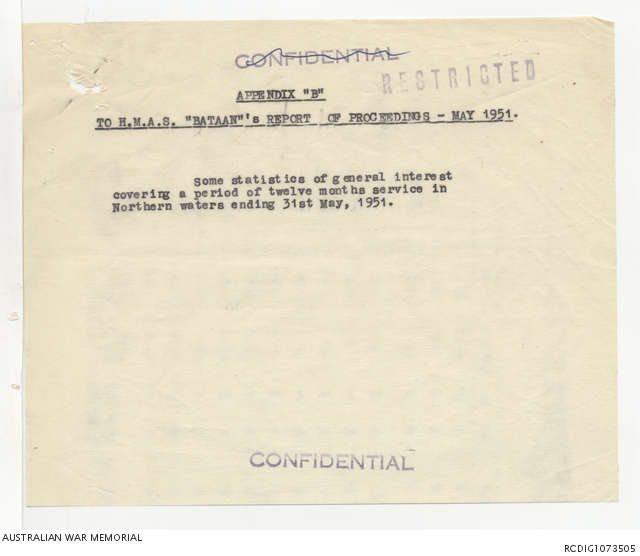 CONFIDENTIAL
RESTRICTED
APPENDIX "B"
TO H.M.A.S. "BATAAN"'s REPORT OF PROCEEDINGS - MAY 1951.
Some statistics of general interest
covering a period of twelve months service in
Northern waters ending 31st May, 1951.
CONFIDENTIAL
AUSTRALIAN WAR MEMORIAL
RCDIG1073505